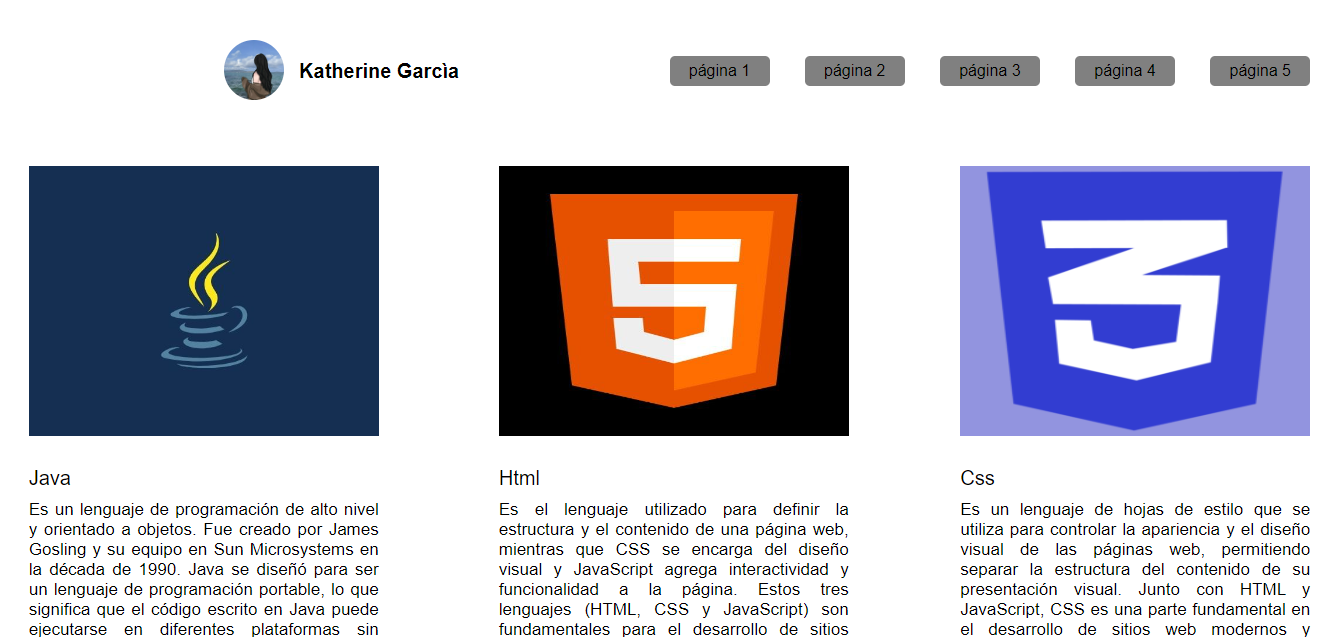 Katherine Garcìa
página 1
página 2
página 3
página 4
página 5
Java
Es un lenguaje de programación de alto nivel
y orientado a objetos. Fue creado por James
Gosling y su equipo en Sun Microsystems en
la década de 1990. Java se diseñó para ser
un lenguaje de programación portable, lo que
significa que el código escrito en Java puede
ejecutarse en diferentes plataformas sin
Html
Es el lenguaje utilizado para definir la
estructura y el contenido de una página web,
mientras que CSS se encarga del diseño
visual y JavaScript agrega interactividad y
funcionalidad a la página. Estos tres
lenguajes (HTML, CSS y JavaScript) son
fundamentales para el desarrollo de sitios
Css
Es un lenguaje de hojas de estilo que se
utiliza para controlar la apariencia y el diseño
visual de las páginas web, permitiendo
separar la estructura del contenido de su
presentación visual. Junto con HTML y
JavaScript, CSS es una parte fundamental en
el desarrollo de sitios web modernos y